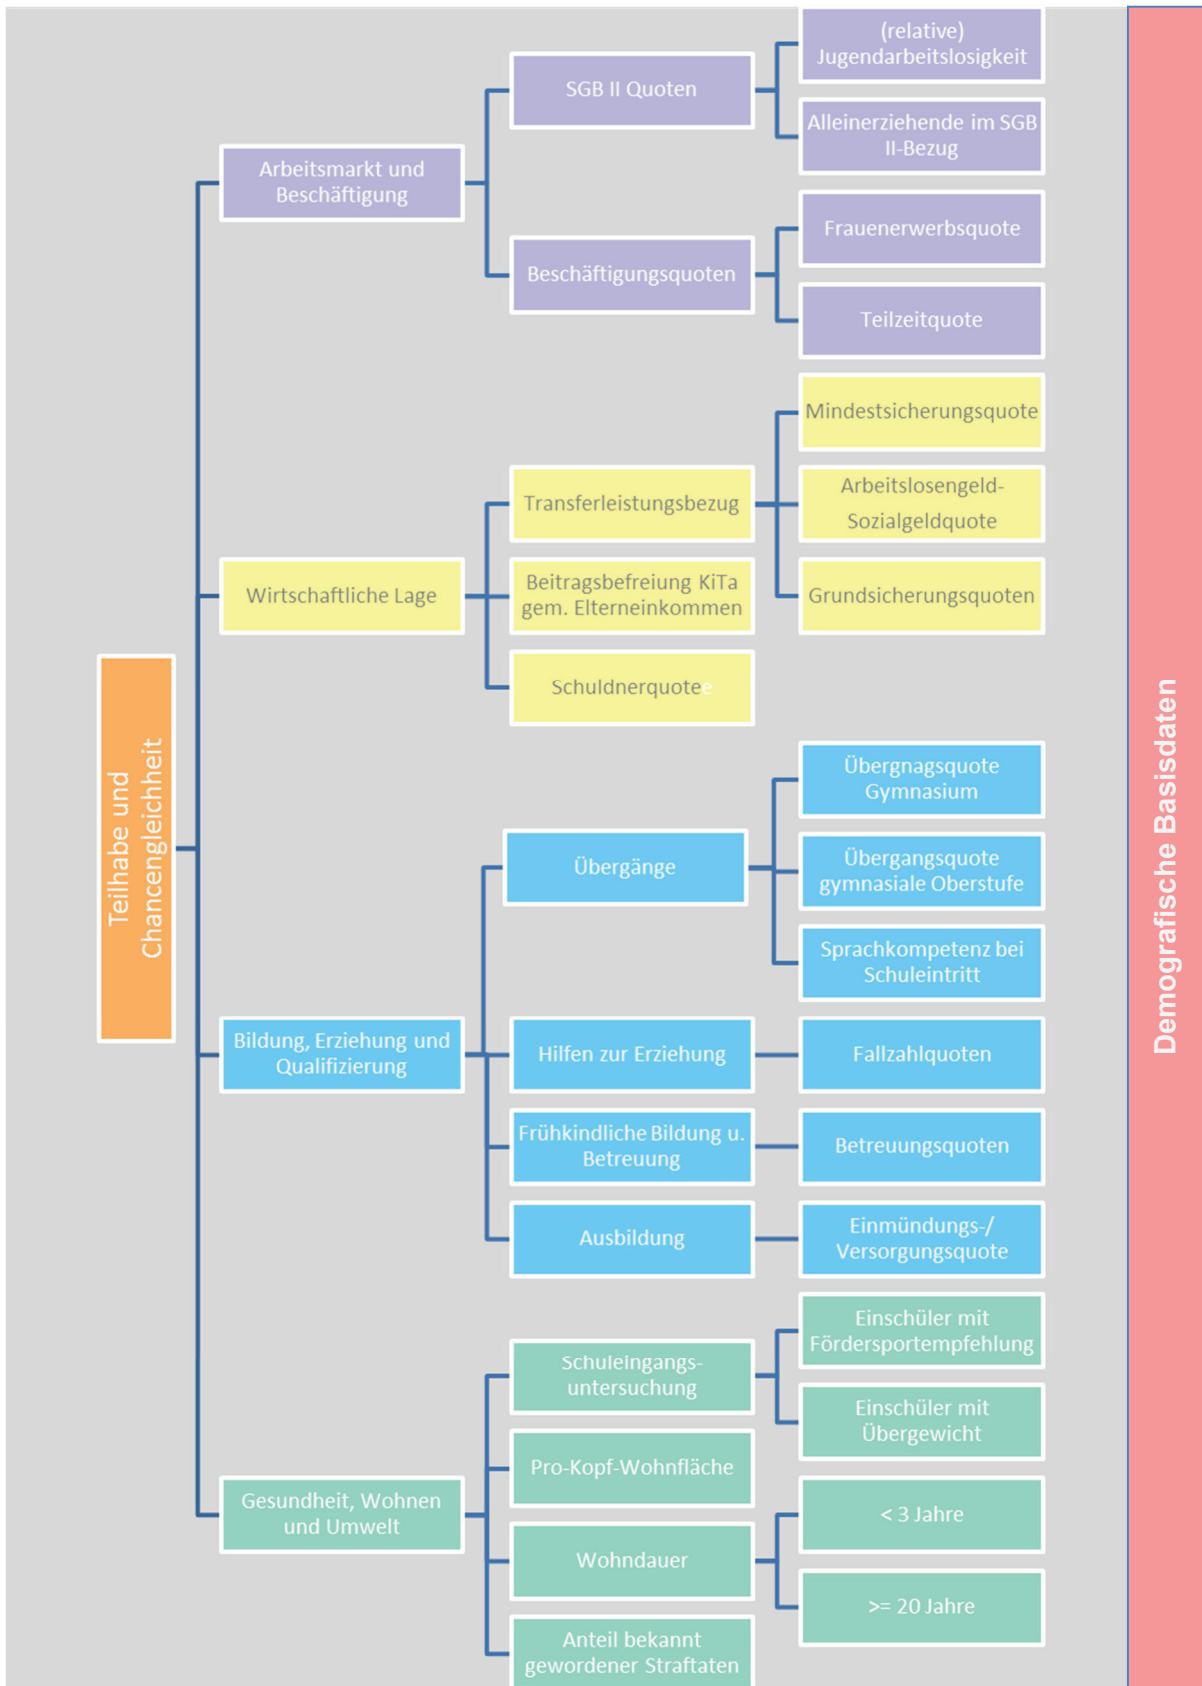 (relative)
Jugendarbeitslosigkeit
SGB II Quoten
Alleinerziehende im SGB
II-Bezug
Arbeitsmarkt und
Beschäftigung
Frauenerwerbsquote
Beschäftigungsquoten
Teilzeitquote
Mindestsicherungsquote
Transferleistungsbezug
Arbeitslosengeld-
Sozialgeldquote
Wirtschaftliche Lage
Beitragsbefreiung KiTa
gem. Elterneinkommen
Grundsicherungsquoten
Schuldnerquotee
Teilhabe und
Chancengleichheit
Übergnagsquote
Gymnasium
Übergänge
Übergangsquote
gymnasiale Oberstufe
Sprachkompetenz bei
Schuleintritt
Bildung, Erziehung und
Qualifizierung
Hilfen zur Erziehung
Fallzahlquoten
Frühkindliche Bildung u.
Betreuung
Betreuungsquoten
Ausbildung
Einmündungs-/
Versorgungsquote
Einschüler mit
Fördersportempfehlung
Schuleingangs-
untersuchung
Einschüler mit
Übergewicht
Pro-Kopf-Wohnfläche
Gesundheit, Wohnen
und Umwelt
< 3 Jahre
Wohndauer
>= 20 Jahre
Anteil bekannt
gewordener Straftaten
Demografische Basisdaten